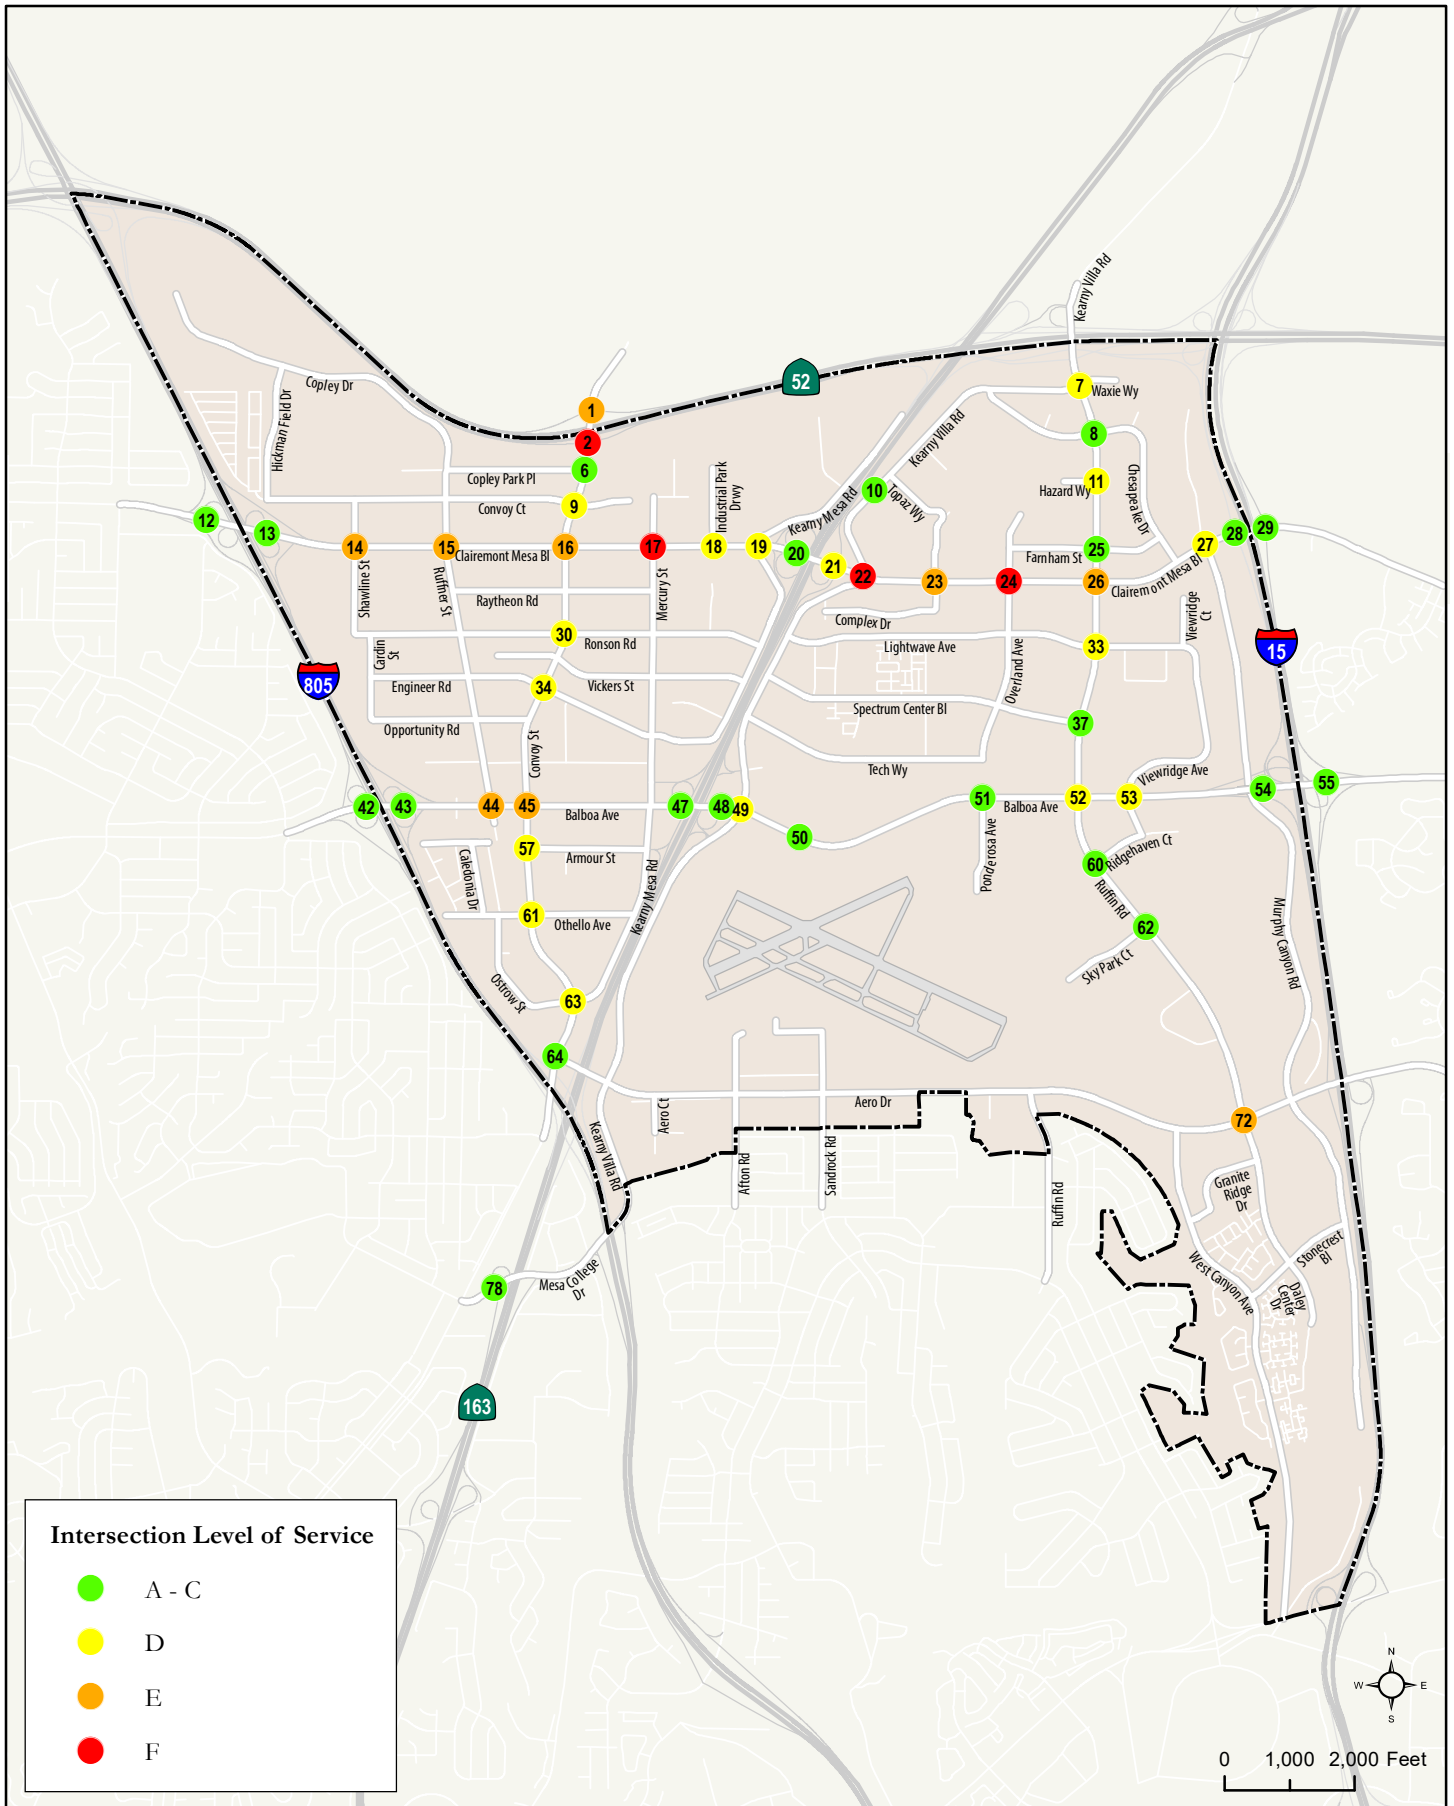 Kearny Villa Rd
52
Copley Dr
Hickman Field Dr
1
2
6
9
7
Waxie Wy
8
11
Hazard Wy
Chesapeake Dr
Kearny Villa Rd
10
Topaz Wy
Copley Park Pl
Convoy Ct
Industrial Park
Drwy
Kearny Mesa Rd
12
13
14
15
Clairemont Mesa Bl
16
17
18
19
20
21
22
23
24
25
Farnham St
26
Clairemont Mesa Bl
27
28
29
Shawline St
Ruffner St
Raytheon Rd
Mercury St
Complex Dr
Viewridge
Ct
30
Ronson Rd
Lightwave Ave
33
15
Cardin
St
805
Engineer Rd
34
Vickers St
Overland Ave
Spectrum Center Bl
37
Opportunity Rd
Convoy St
Tech Wy
Viewridge Ave
42
43
44
45
Balboa Ave
47
48
49
50
51
Balboa Ave
52
53
54
55
57
Armour St
Caledonia Dr
Ponderosa Ave
60
Ridgehaven Ct
Ruffin Rd
Kearny Mesa Rd
61
Othello Ave
62
Sky Park Ct
Murphy Canyon Rd
Ostrow St
63
64
Aero Ct
Aero Dr
72
Kearny Villa Rd
Afton Rd
Sandrock Rd
Ruffin Rd
Granite
Ridge
Dr
Stonecrest
Bl
West Canyon Ave
Daley
Center
Dr
78
Mesa College
Dr
163
Intersection Level of Service
A - C
D
E
F
N
W
E
S
0 1,000 2,000 Feet